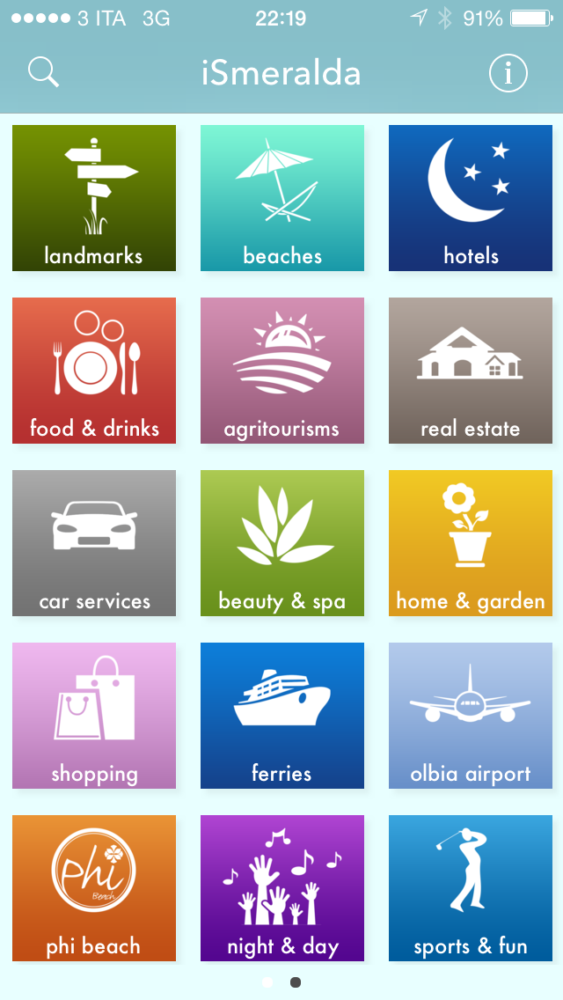 3 ITA 3G 22:19 91%
iSmeralda
i
landmarks beaches hotels
food & drinks agritourisms real estate
car services beauty & spa home & garden
shopping ferries olbia airport
phi
Beach
phi beach night & day sports & fun